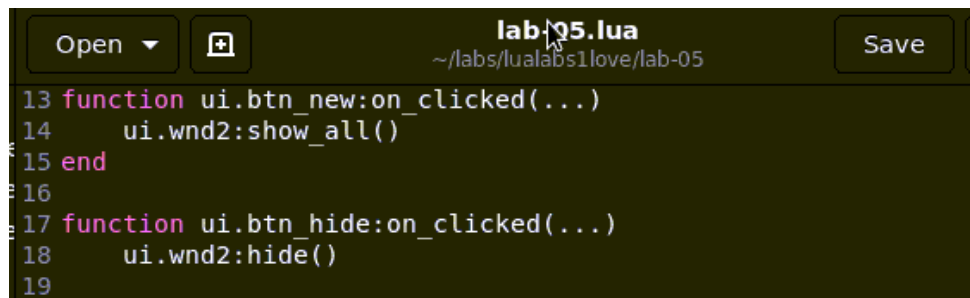 Open
lab-05.lua
~/labs/lualabs1love/lab-05
Save
13 function ui.btn_new:on_clicked(...)
14     ui.wnd2:show_all()
15 end
16
17 function ui.btn_hide:on_clicked(...)
18     ui.wnd2:hide()
19